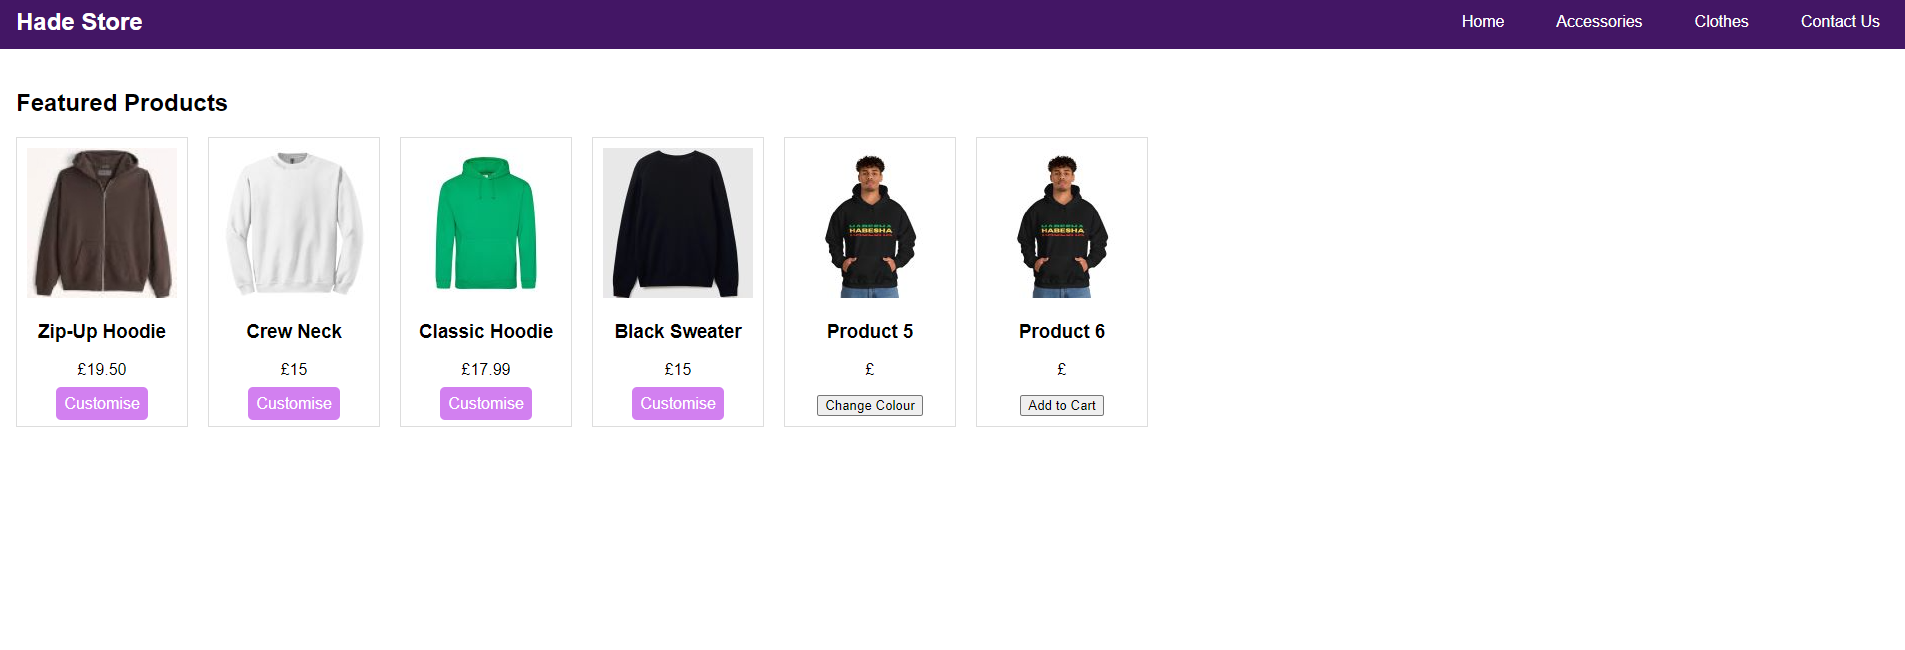 Hade Store
Home Accessories Clothes Contact Us
Featured Products
HABESHA
HABESHA
Zip-Up Hoodie Crew Neck Classic Hoodie Black Sweater Product 5 Product 6
£19.50 £15 £17.99 £15 £ £
Customise Customise Customise Customise Change Colour Add to Cart